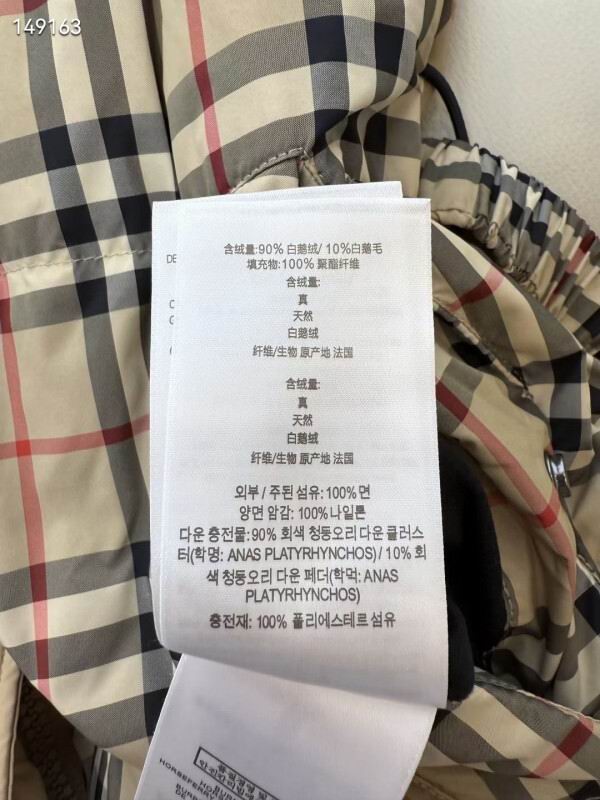 149163
DE
含绒量:90% 白鹅绒/ 10%白鹅毛
填充物:100% 聚酯纤维
含绒量:
真
天然
白鹅绒
纤维/生物 原产地 法国
含绒量:
真
天然
白鹅绒
纤维/生物 原产地 法国
외부 / 주된 섬유: 100% 면
양면 암감: 100% 나일론
다운 충전물: 90% 회색 청둥오리 다운 클러스
터(학명: ANAS PLATYRHYNCHOS) / 10% 회
색 청둥오리 다운 페더(학먹: ANAS
PLATYRHYNCHOS)
충전재: 100% 폴리에스테르 섬유
HORSEFERRY